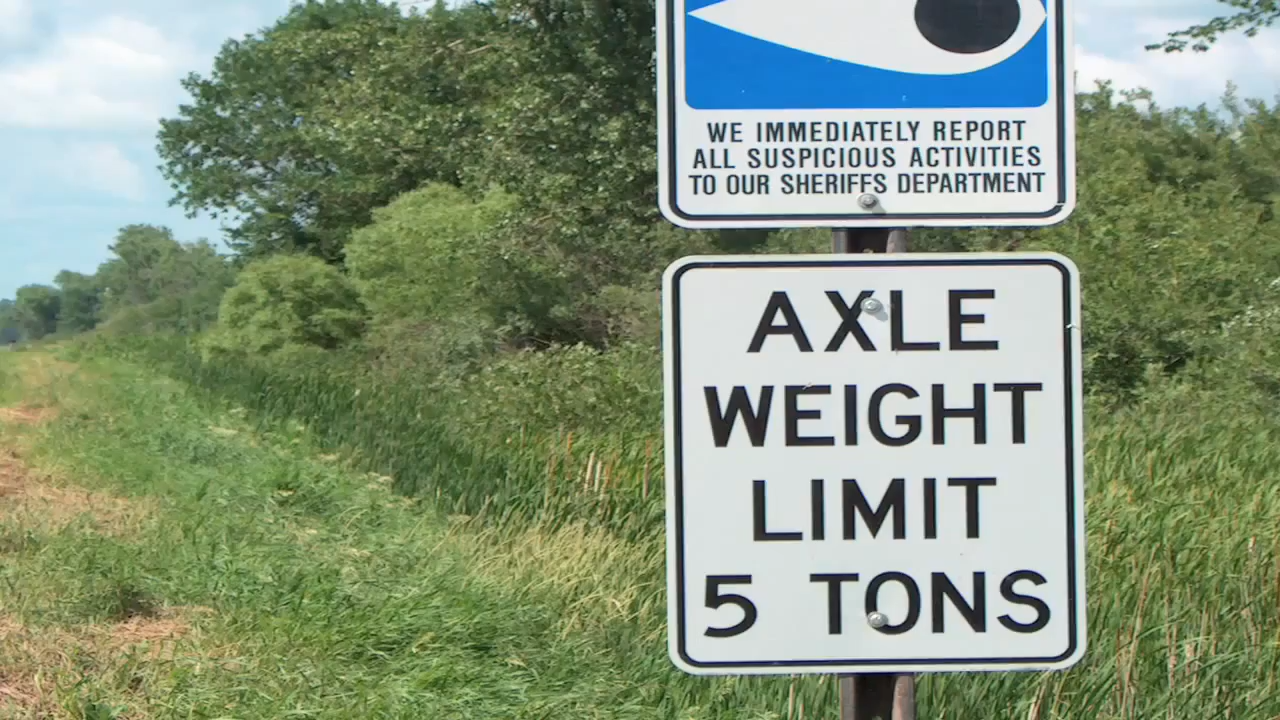 WE IMMEDIATELY REPORT
ALL SUSPICIOUS ACTIVITIES
TO OUR SHERIFFS DEPARTMENT
AXLE
WEIGHT
LIMIT
5 TONS